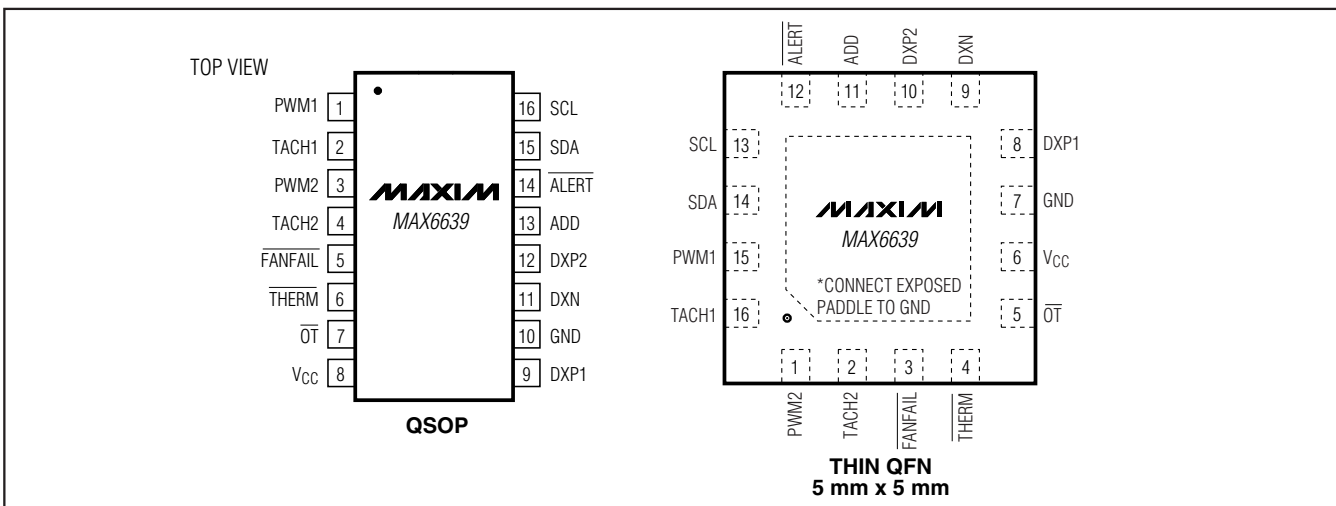 TOP VIEW
PWM1 1
TACH1 2
PWM2 3
TACH2 4
FANFAIL 5
THERM 6
OT 7
VCC 8
MAXIM
MAX6639
16 SCL
15 SDA
14 ALERT
13 ADD
12 DXP2
11 DXN
10 GND
9 DXP1
QSOP
ALERT ADD DXP2 DXN
12 11 10 9
SCL 13
SDA 14
PWM1 15
TACH1 16
MAXIM
MAX6639
*CONNECT EXPOSED
PADDLE TO GND
8 DXP1
7 GND
6 VCC
5 OT
1 2 3 4
PWM2 TACH2 FANFAIL THERM
THIN QFN
5 mm x 5 mm